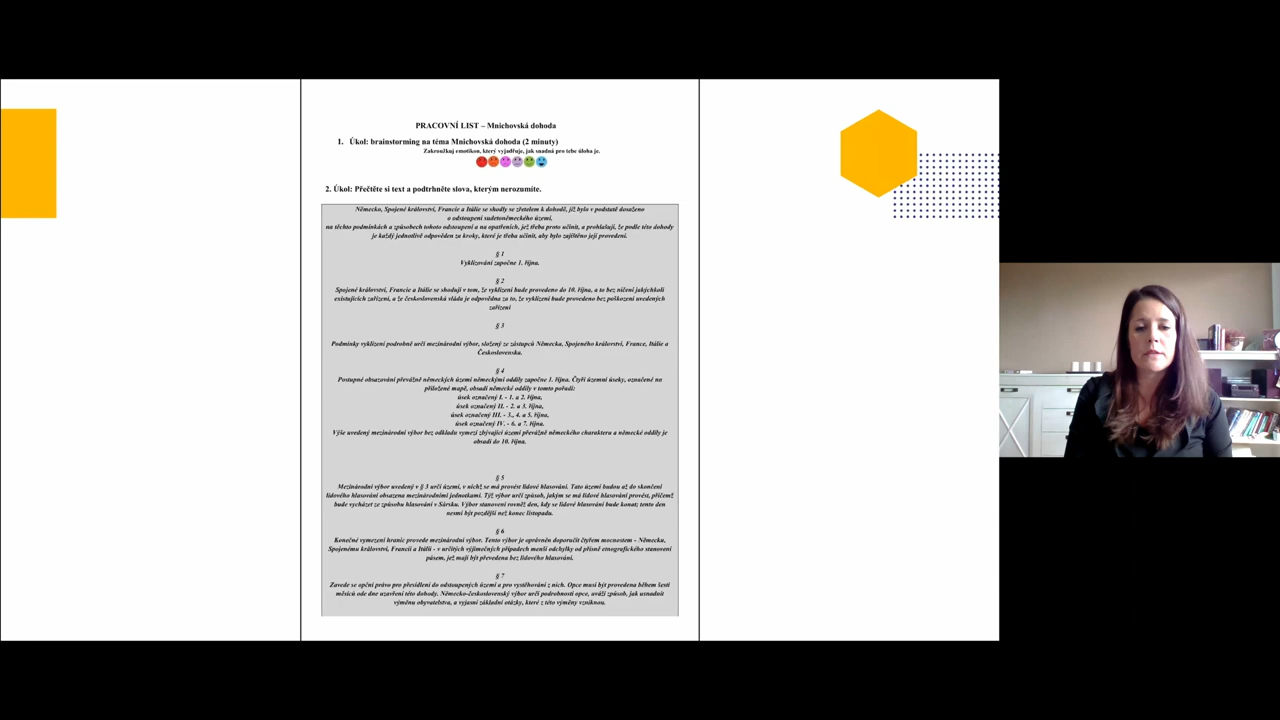 PRACOVNÍ LIST – Mnichovská dohoda
1. Úkol: brainstorming na téma Mnichovská dohoda (2 minuty)
Zakroužkuj emotikon, který vyjadřuje, jak snadná pro tebe úloha je.
2. Úkol: Přečtěte si text a podtrhněte slova, kterým nerozumíte.
Německo, Spojené království, Francie a Itálie se shodly se zřetelem k dohodě, jíž bylo v podstatě dosaženo
o odstoupení sudetoněmeckého území,
na těchto podmínkách a způsobech tohoto odstoupení a na opatřeních, jež třeba proto učinit, a prohlašují, že podle této dohody
je každý jednotlivě odpověden za kroky, které je třeba učinit, aby bylo zajištěno její provedení.
§ 1
Vyklizování započne 1. října.
§ 2
Spojené království, Francie a Itálie se shodují v tom, že vyklizení bude provedeno do 10. října, a to bez ničení jakýchkoli
existujících zařízení, a že československá vláda je odpovědna za to, že vyklizení bude provedeno bez poškození uvedených
zařízení
§ 3
Podmínky vyklizení podrobně určí mezinárodní výbor, složený ze zástupců Německa, Spojeného království, France, Itálie a
Československa.
§ 4
Postupné obsazování převážně německých území německými oddíly započne 1. října. Čtyři územní úseky, označené na
přiložené mapě, obsadí německé oddíly v tomto pořadí:
úsek označený I. - 1. a 2. října,
úsek označený II. - 2. a 3. října,
úsek označený III. - 3., 4. a 5. října,
úsek označený IV. - 6. a 7. října.
Výše uvedený mezinárodní výbor bez odkladu vymezí zbývající území převážně německého charakteru a německé oddíly je
obsadí do 10. října.
§ 5
Mezinárodní výbor uvedený v § 3 určí území, v nichž se má provést lidové hlasování. Tato území budou až do skončení
lidového hlasování obsazena mezinárodními jednotkami. Týž výbor určí způsob, jakým se má lidové hlasování provést, přičemž
bude vycházet ze způsobu hlasování v Sársku. Výbor stanovení rovněž den, kdy se lidové hlasování bude konat; tento den
nesmí být pozdější než konec listopadu.
§ 6
Konečné vymezení hranic provede mezinárodní výbor. Tento výbor je oprávněn doporučit čtyřem mocnostem - Německu,
Spojenému království, Francii a Itálii - v určitých výjimečných případech menší odchylky od přísně etnografického stanovení
pásem, jež mají být převedena bez lidového hlasování.
§ 7
Zavede se opční právo pro přesídlení do odstoupených území a pro vystěhování z nich. Opce musí být provedena během šesti
měsíců ode dne uzavření této dohody. Německo-československý výbor určí podrobnosti opce, uváží způsob, jak usnadnit
výměnu obyvatelstva, a vyjasní základní otázky, které z této výměny vzniknou.